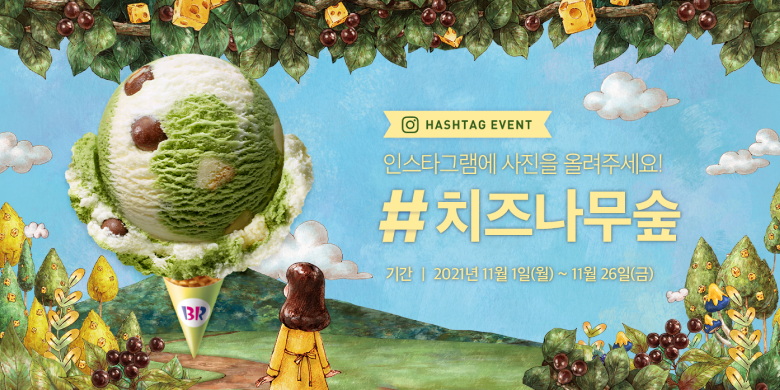 HASHTAG EVENT
인스타그램에 사진을 올려주세요!
#치즈나무숲
기간 | 2021년 11월 1일(월) ~ 11월 26일(금)
BR